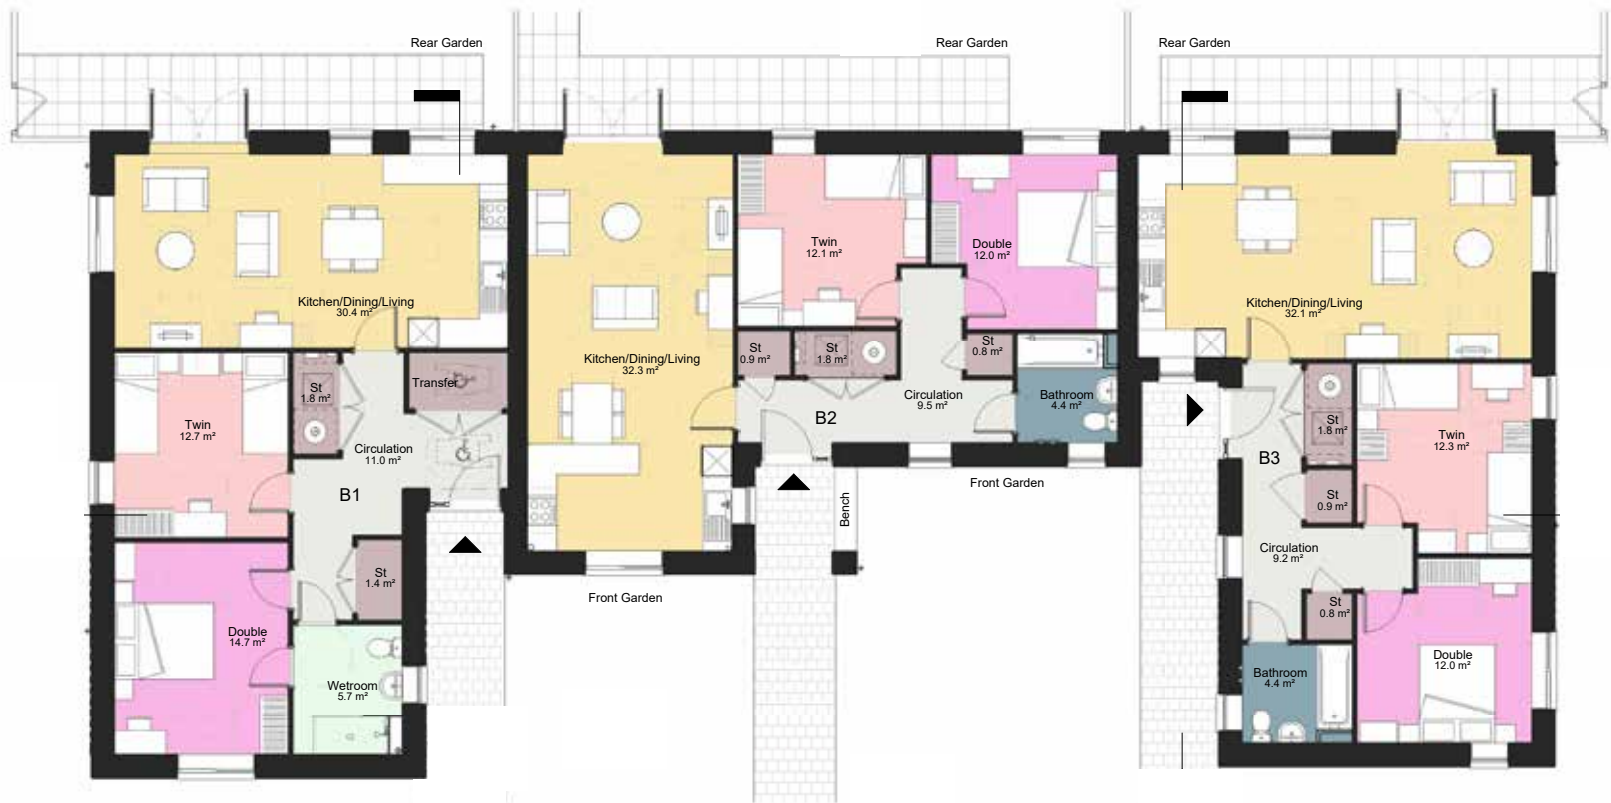 Rear Garden
Rear Garden
Rear Garden
Kitchen/Dining/Living
30.4 m²
Transfer
St
1.8 m²
Twin
12.7 m²
Circulation
11.0 m²
B1
St
1.4 m²
Double
14.7 m²
Wetroom
5.7 m²
Kitchen/Dining/Living
32.3 m²
Twin
12.1 m²
Double
12.0 m²
St
0.9 m²
St
1.8 m²
St
0.8 m²
Circulation
9.5 m²
B2
Bathroom
4.4 m²
Front Garden
Bench
Front Garden
Kitchen/Dining/Living
32.1 m²
St
1.8 m²
Twin
12.3 m²
B3
St
0.9 m²
Circulation
9.2 m²
St
0.8 m²
Bathroom
4.4 m²
Double
12.0 m²